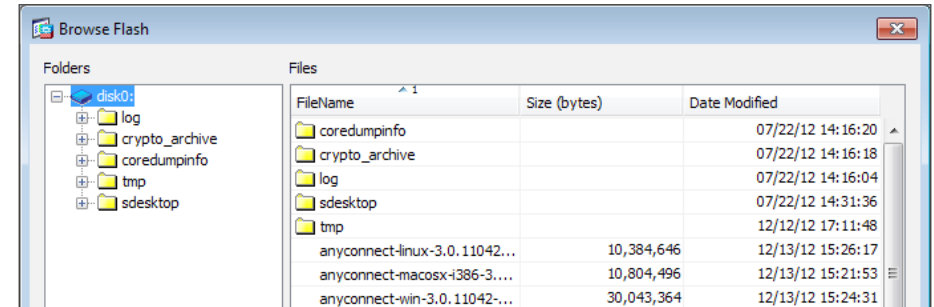 Browse Flash
Folders
Files
disk0:
log
crypto_archive
coredumpinfo
tmp
sdesktop
1
FileName Size (bytes) Date Modified
coredumpinfo 07/22/12 14:16:20
crypto_archive 07/22/12 14:16:18
log 07/22/12 14:16:04
sdesktop 07/22/12 14:31:36
tmp 12/12/12 17:11:48
anyconnect-linux-3.0.11042... 10,384,646 12/13/12 15:26:17
anyconnect-macosx-i386-3.... 10,804,496 12/13/12 15:21:53
anyconnect-win-3.0.11042-... 30,043,364 12/13/12 15:24:31